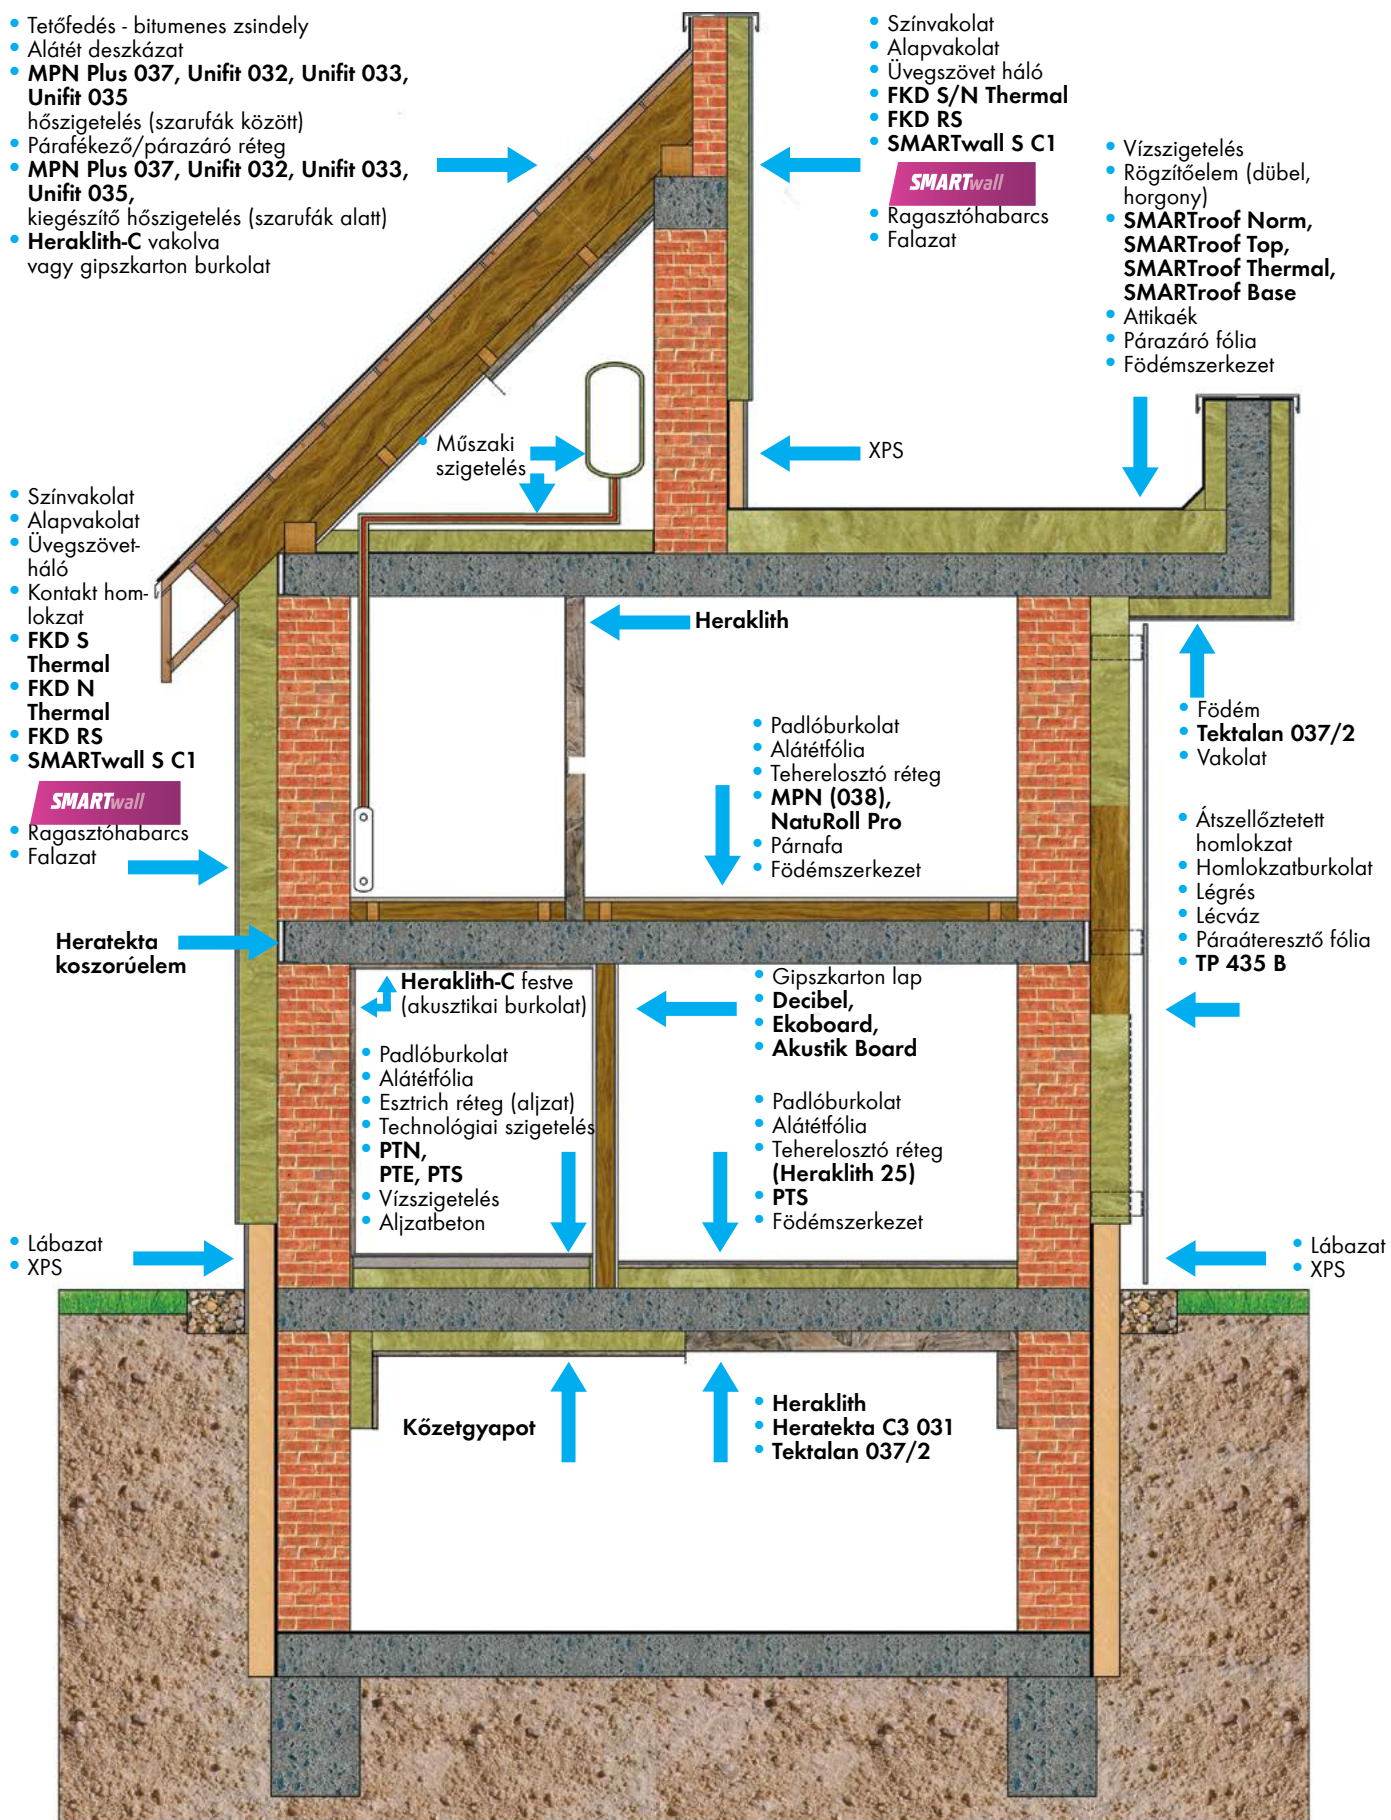 • Tetőfedés - bitumenes zsindely
• Alátét deszkázat
• MPN Plus 037, Unifit 032, Unifit 033,
Unifit 035
hőszigetelés (szarufák között)
• Párafékező/párazáró réteg
• MPN Plus 037, Unifit 032, Unifit 033,
Unifit 035,
kiegészítő hőszigetelés (szarufák alatt)
• Heraklith-C vakolva
vagy gipszkarton burkolat
• Színvakolat
• Alapvakolat
• Üvegszövet háló
• FKD S/N Thermal
• FKD RS
• SMARTwall S C1
SMARTwall
• Ragasztóhabarcs
• Falazat
• Vízszigetelés
• Rögzítőelem (dübel,
horgony)
• SMARTroof Norm,
SMARTroof Top,
SMARTroof Thermal,
SMARTroof Base
• Attikaék
• Párazáró fólia
• Födémszerkezet
• Műszaki
szigetelés
XPS
• Színvakolat
• Alapvakolat
• Üvegszövet-
háló
• Kontakt hom-
lokzat
• FKD S
Thermal
• FKD N
Thermal
• FKD RS
• SMARTwall S C1
SMARTwall
• Ragasztóhabarcs
• Falazat
Heraklith
• Padlóburkolat
• Alátétfólia
• Teherelosztó réteg
• MPN (038),
NatuRoll Pro
• Párnafa
• Födémszerkezet
• Födém
• Tektalan 037/2
• Vakolat
• Átszellőztetett
homlokzat
• Homlokzatburkolat
• Légrés
• Lécváz
• Páraáteresztő fólia
• TP 435 B
Heratekta
koszorúelem
Heraklith-C festve
(akusztikai burkolat)
• Gipszkarton lap
• Decibel,
• Ekoboard,
• Akustik Board
• Padlóburkolat
• Alátétfólia
• Esztrich réteg (aljzat)
• Technológiai szigetelés
• PTN,
PTE, PTS
• Vízszigetelés
• Aljzatbeton
• Padlóburkolat
• Alátétfólia
• Teherelosztó réteg
(Heraklith 25)
• PTS
• Födémszerkezet
• Lábazat
• XPS
• Lábazat
• XPS
Kőzetgyapot
• Heraklith
• Heratekta C3 031
• Tektalan 037/2